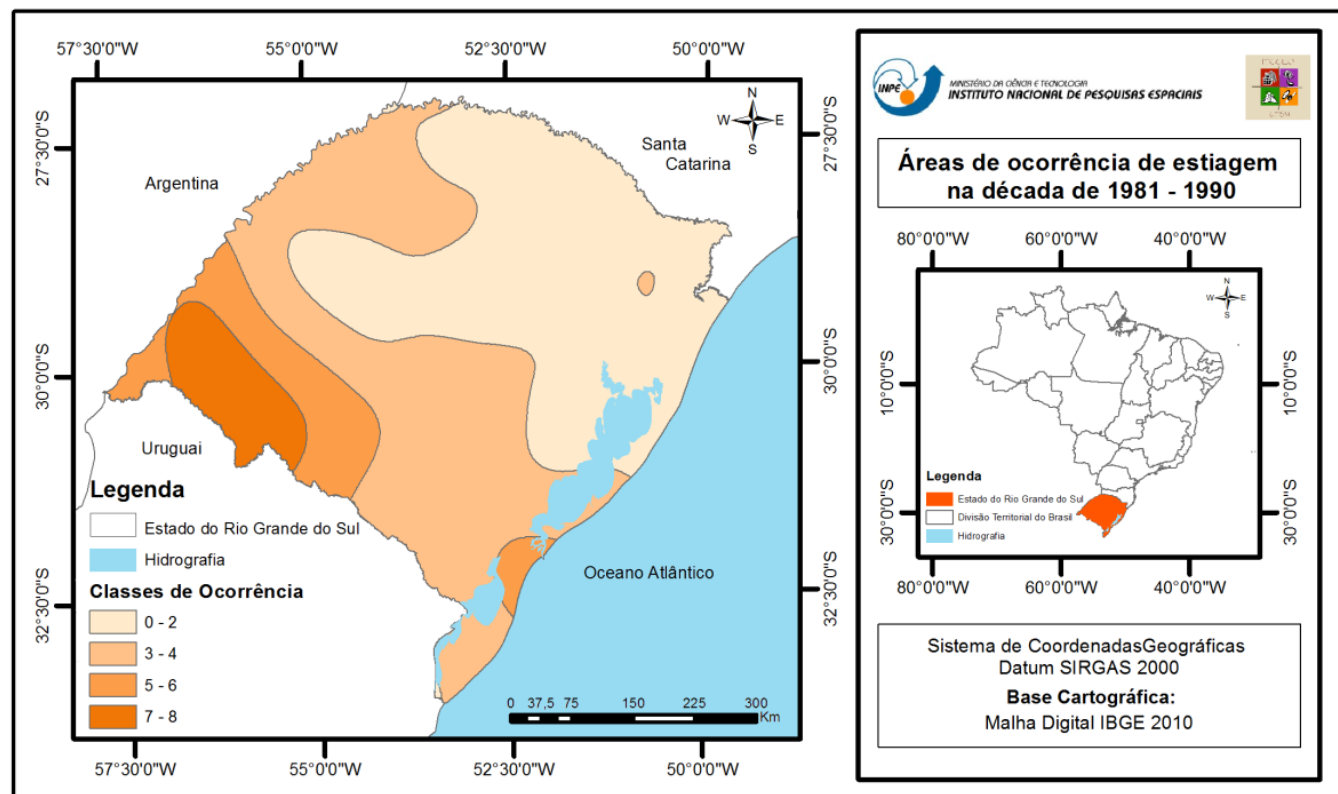 57°30'0"W
55°0'0"W
52°30'0"W
50°0'0"W
27°30'0"S
30°0'0"S
32°30'0"S
27°30'0"S
30°0'0"S
32°30'0"S
57°30'0"W
55°0'0"W
52°30'0"W
50°0'0"W
N
W E
S
Santa
Catarina
Argentina
Uruguai
Oceano Atlântico
Legenda
Estado do Rio Grande do Sul
Hidrografia
Classes de Ocorrência
0 - 2
3 - 4
5 - 6
7 - 8
0 37,5 75 150 225 300
Km
INPE
MINISTÉRIO DA CIÊNCIA E TECNOLOGIA
INSTITUTO NACIONAL DE PESQUISAS ESPACIAIS
Áreas de ocorrência de estiagem
na década de 1981 - 1990
80°0'0"W
60°0'0"W
40°0'0"W
N
W E
S
10°0'0"S
30°0'0"S
10°0'0"S
30°0'0"S
Legenda
Estado do Rio Grande do Sul
Divisão Territorial do Brasil
Hidrografia
80°0'0"W
60°0'0"W
40°0'0"W
Sistema de CoordenadasGeográficas
Datum SIRGAS 2000
Base Cartográfica:
Malha Digital IBGE 2010